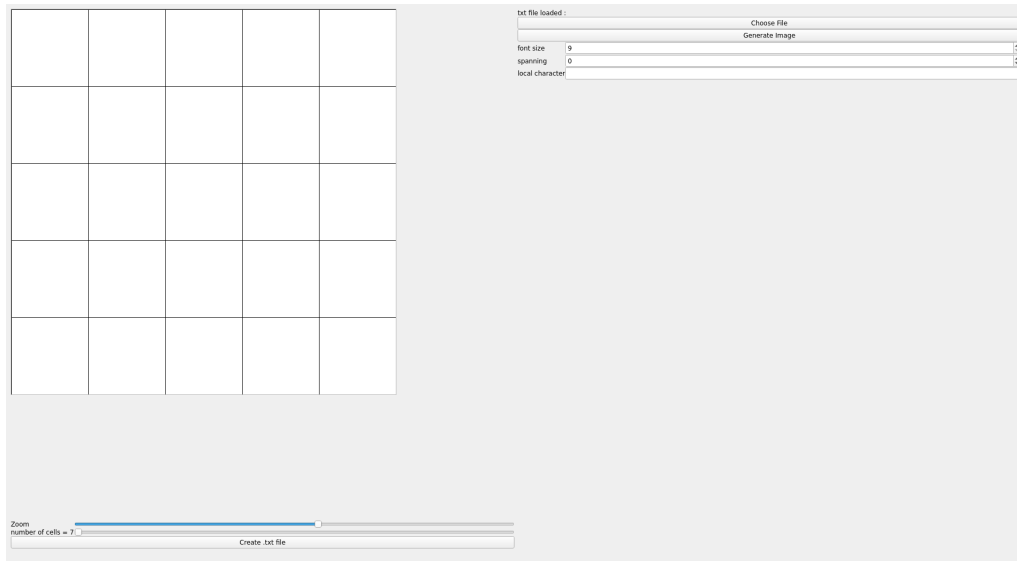 txt file loaded :
Choose File
Generate Image
font size 9
spanning 0
local character
Zoom
number of cells = 7
Create .txt file